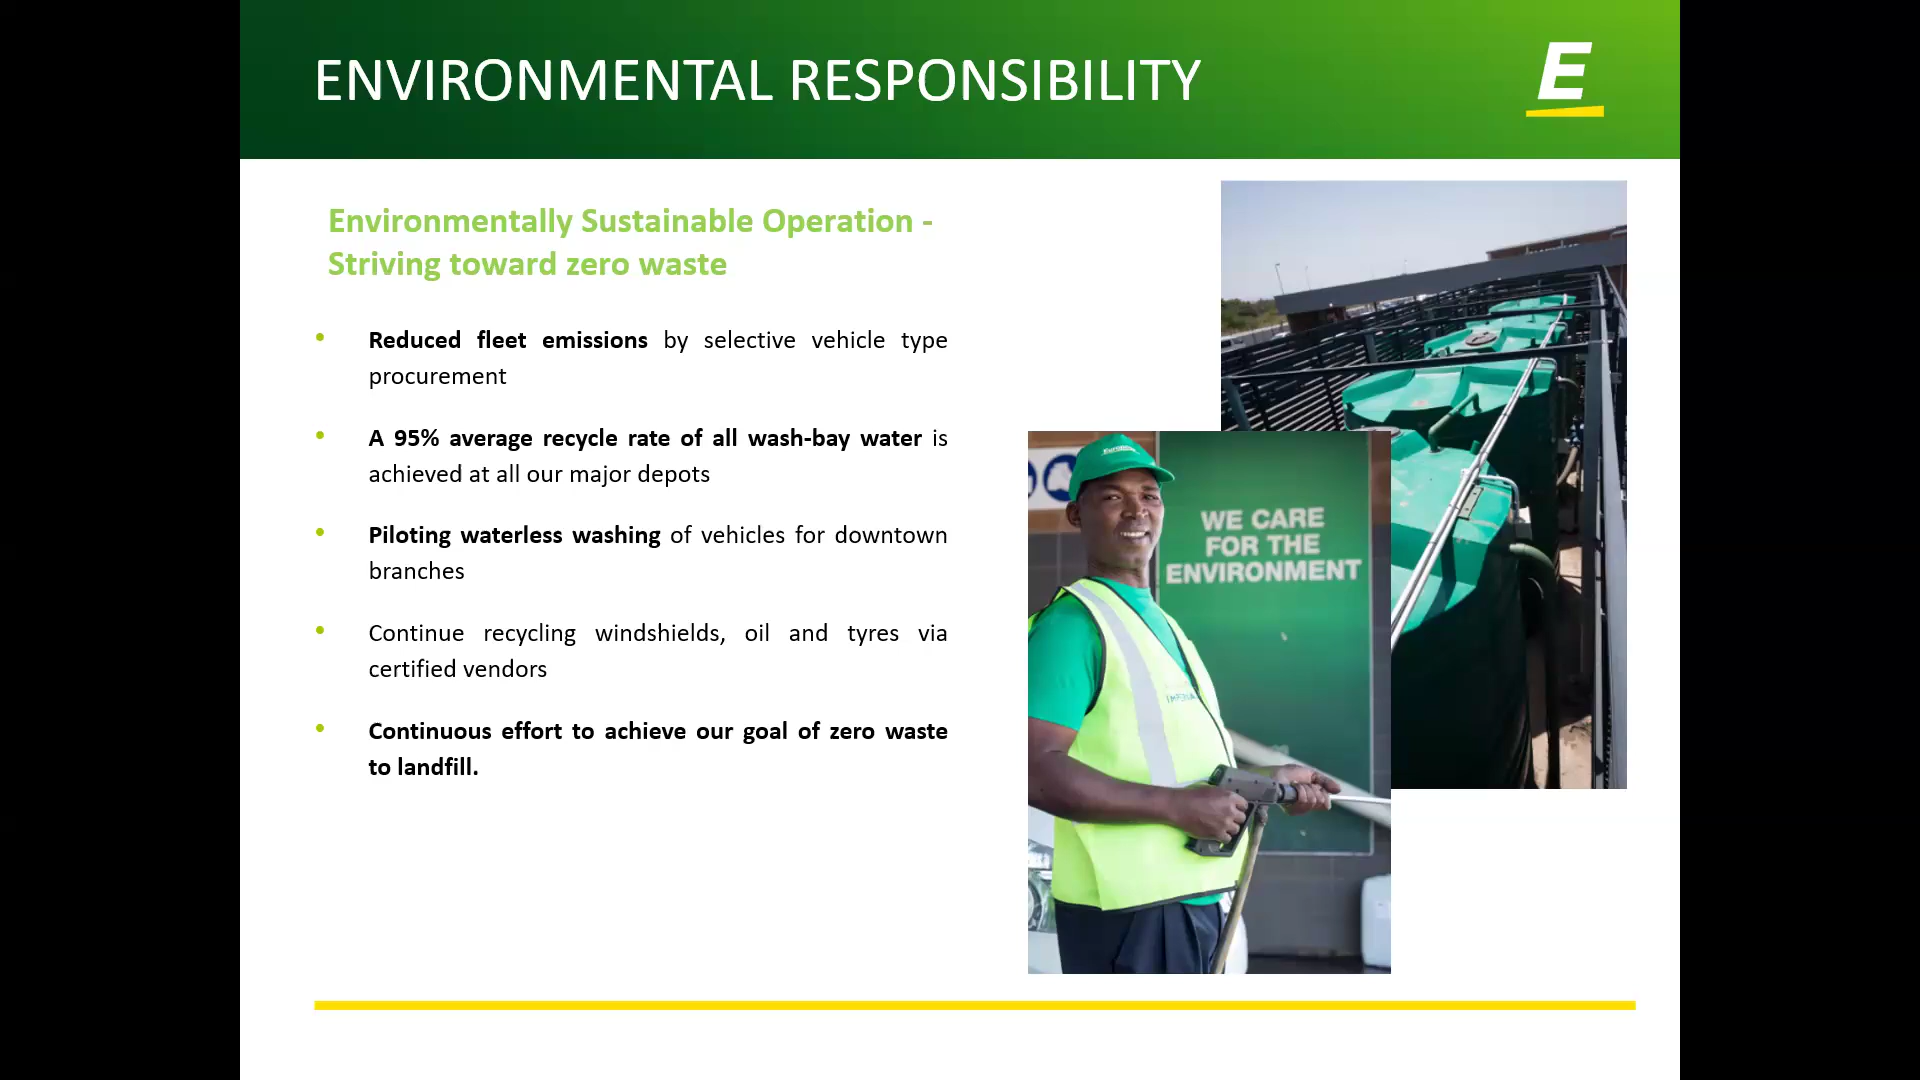 ENVIRONMENTAL RESPONSIBILITY
E
Environmentally Sustainable Operation -
Striving toward zero waste
• Reduced fleet emissions by selective vehicle type
procurement
• A 95% average recycle rate of all wash-bay water is
achieved at all our major depots
• Piloting waterless washing of vehicles for downtown
branches
• Continue recycling windshields, oil and tyres via
certified vendors
• Continuous effort to achieve our goal of zero waste
to landfill.
WE CARE
FOR THE
ENVIRONMENT